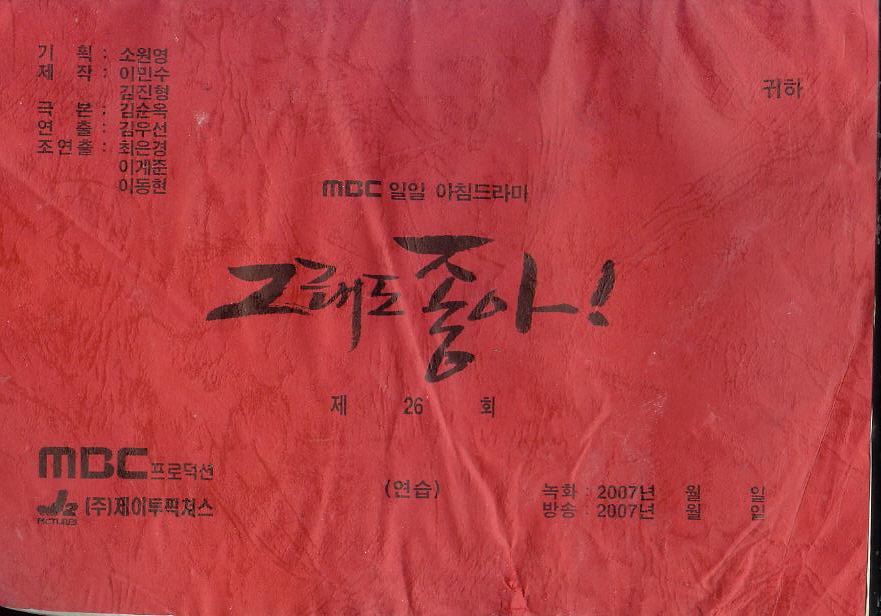 기 획 : 소원영
제 작 : 이민수
김진형
극 본 : 김순옥
연 출 : 김우선
조연출 : 최은경
이계준
이동현
귀하
MBC 일일 아침드라마
그래도 좋아!
제 26 회
MBC 프로덕션
J2 PICTURES (주)제이투픽쳐스
(연습)
녹화 : 2007년 월 일
방송 : 2007년 월 일